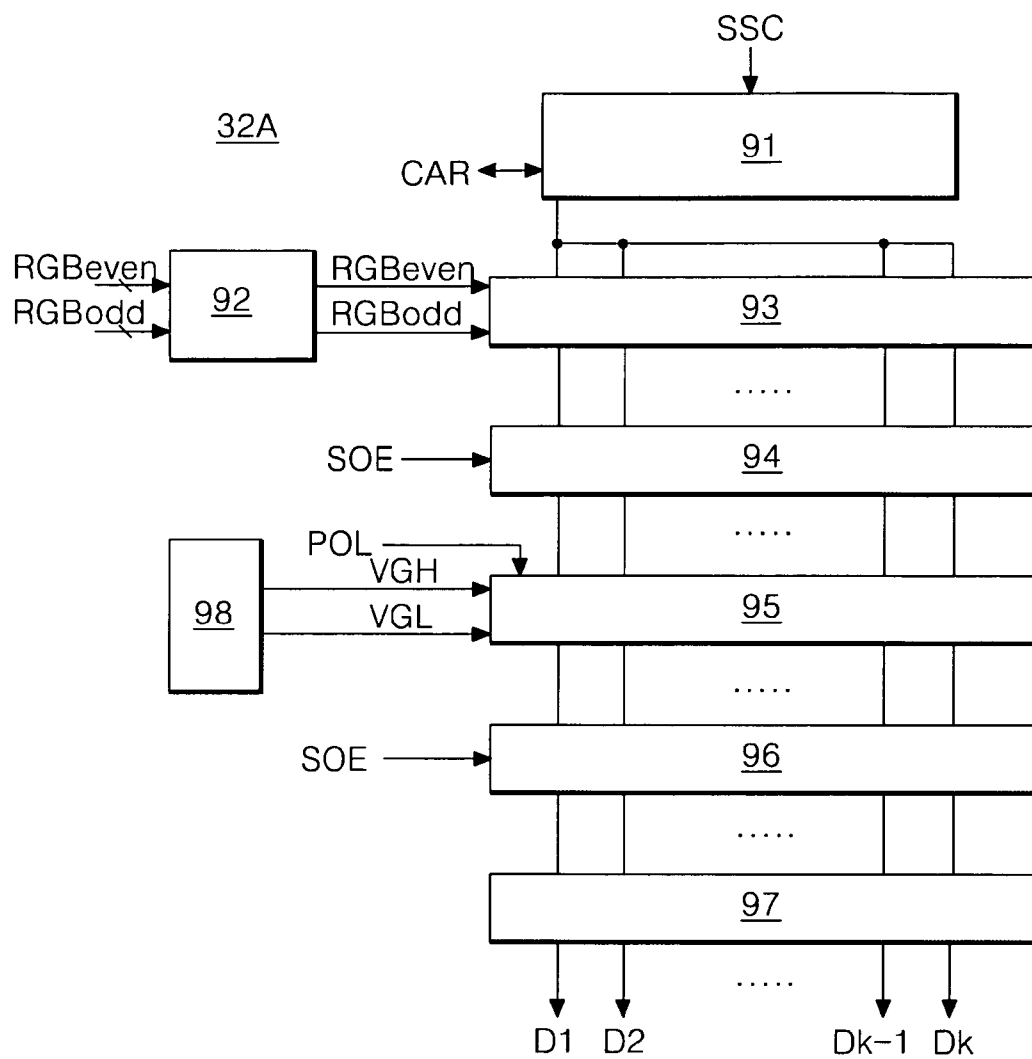 SSC
32A
91
CAR
RGBeven
RGBodd
92
RGBeven
RGBodd
93
.....
SOE
94
.....
POL
VGH
VGL
98
95
.....
SOE
96
.....
97
.....
D1 D2 Dk-1 Dk